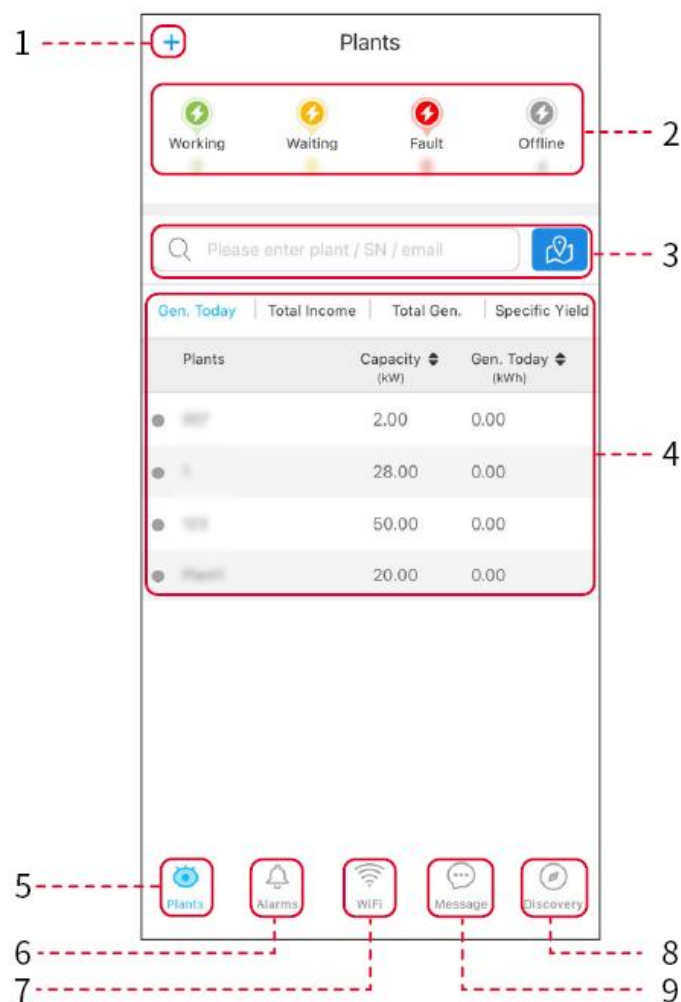 1
Plants
Working Waiting Fault Offline
2
Please enter plant / SN / email
3
Gen. Today Total Income Total Gen. Specific Yield
Plants Capacity Gen. Today
(kW) (kWh)
2.00 0.00
28.00 0.00
4
50.00 0.00
20.00 0.00
5
Plants Alarms WiFi Message Discovery
6 8
7 9